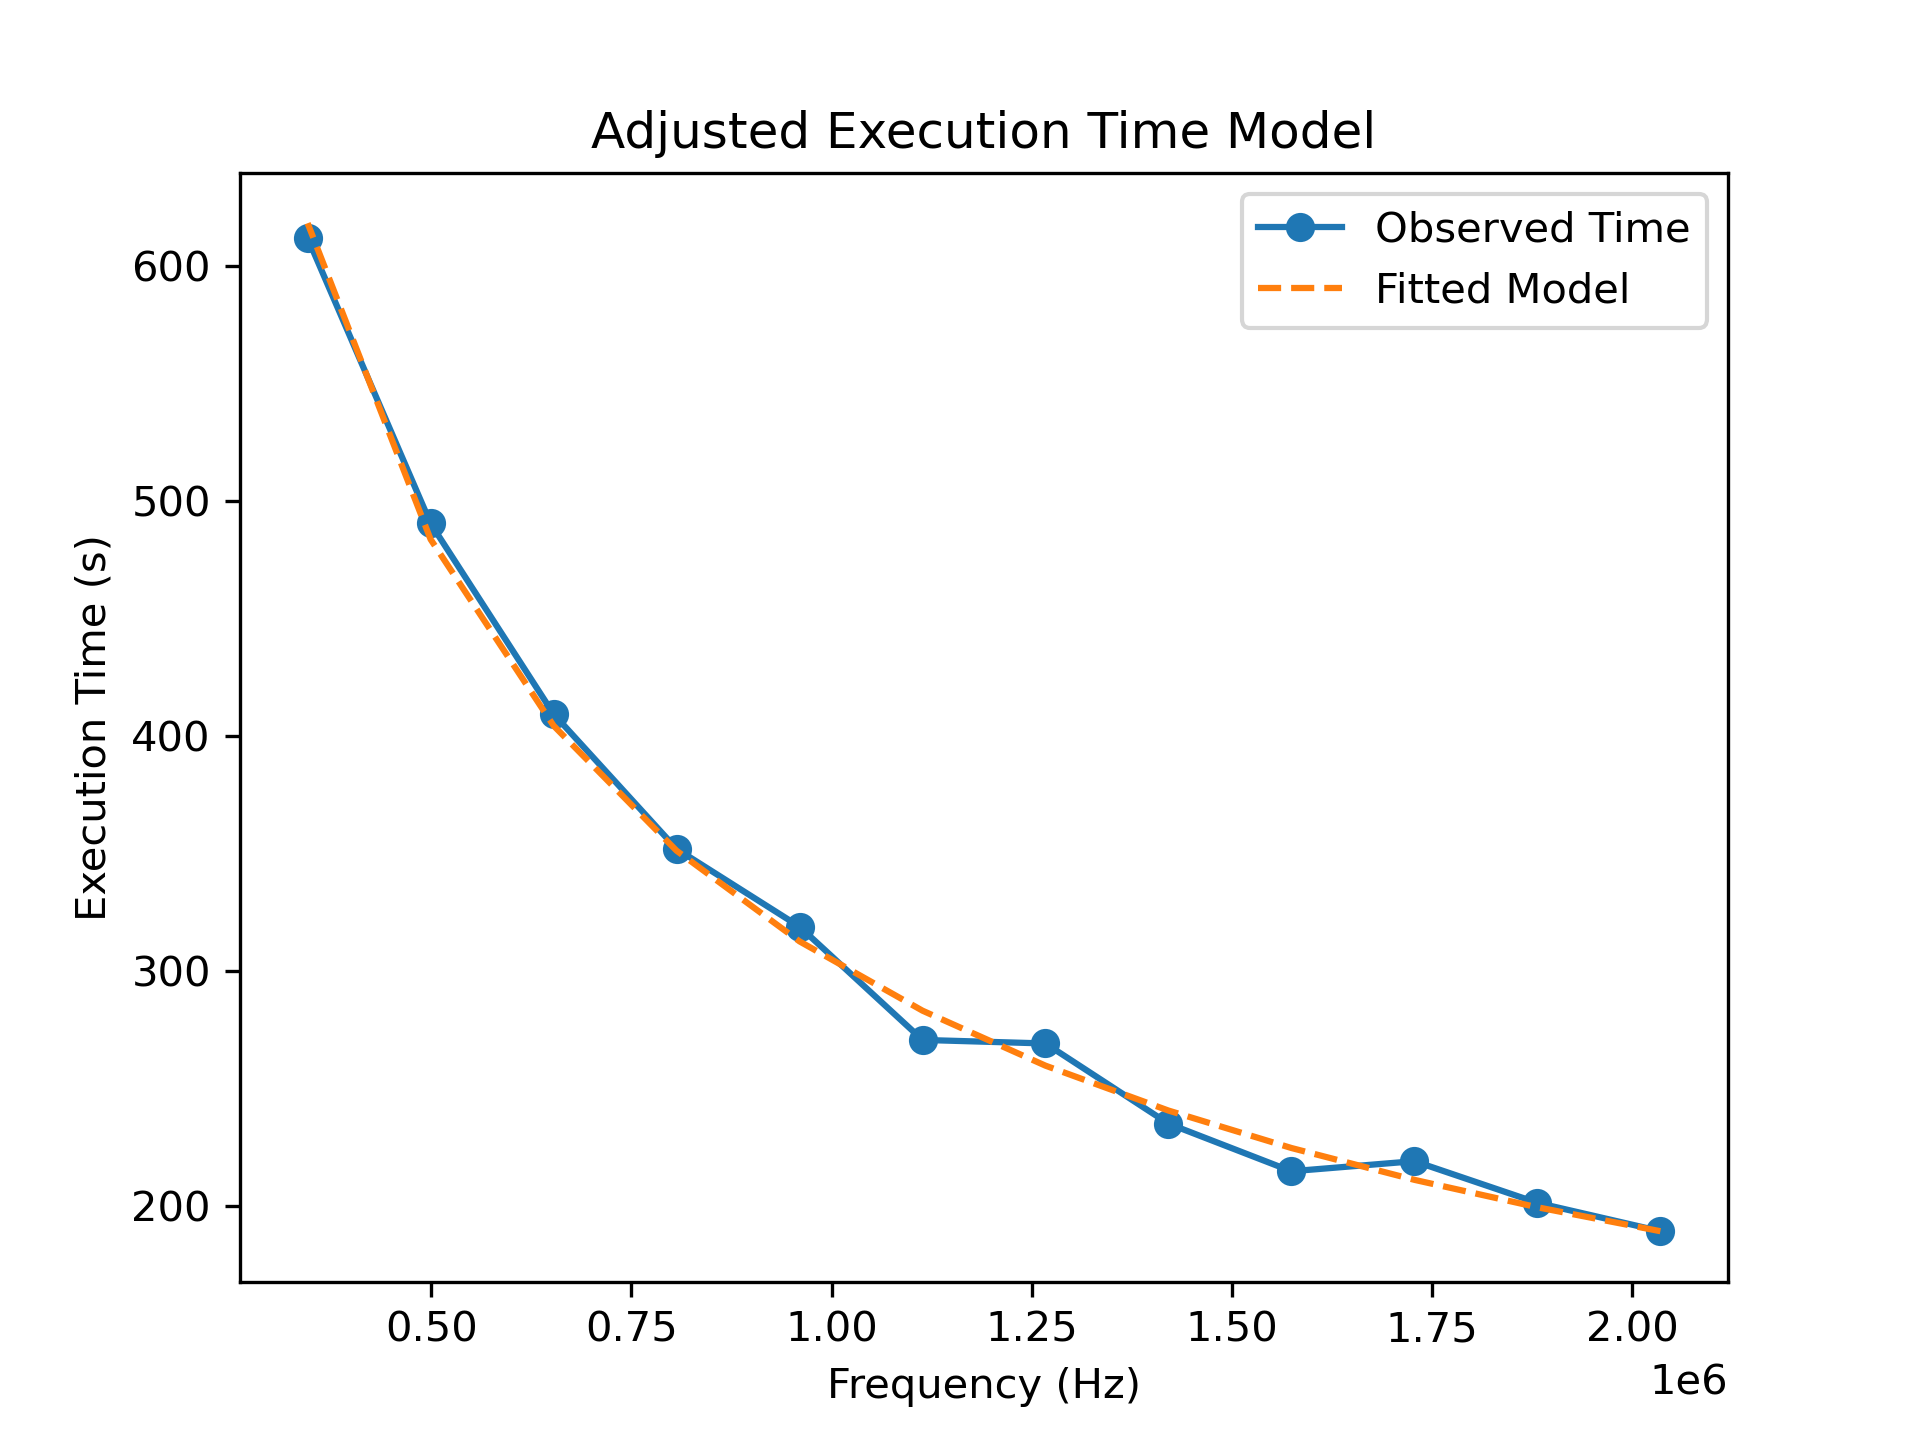 Adjusted Execution Time Model
Observed Time
Fitted Model
Execution Time (s)
600
500
400
300
200
0.50 0.75 1.00 1.25 1.50 1.75 2.00
1e6
Frequency (Hz)